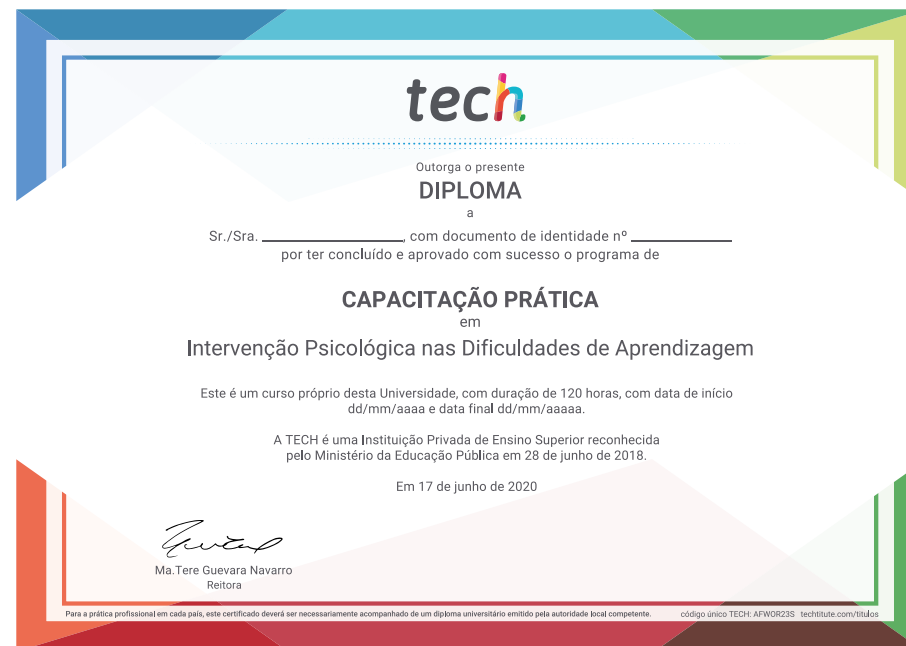 tech
Outorga o presente
DIPLOMA
a
Sr./Sra. ____________, com documento de identidade nº ____________
por ter concluído e aprovado com sucesso o programa de
CAPACITAÇÃO PRÁTICA
em
Intervenção Psicológica nas Dificuldades de Aprendizagem
Este é um curso próprio desta Universidade, com duração de 120 horas, com data de início
dd/mm/aaaa e data final dd/mm/aaaaa.
A TECH é uma Instituição Privada de Ensino Superior reconhecida
pelo Ministério da Educação Pública em 28 de junho de 2018.
Em 17 de junho de 2020
Ma.Tere Guevara Navarro
Reitora
Para a prática profissional em cada país, este certificado deverá ser necessariamente acompanhado de um diploma universitário emitido pela autoridade local competente. código único TECH: AFWOR23S techtitute.com/titulos